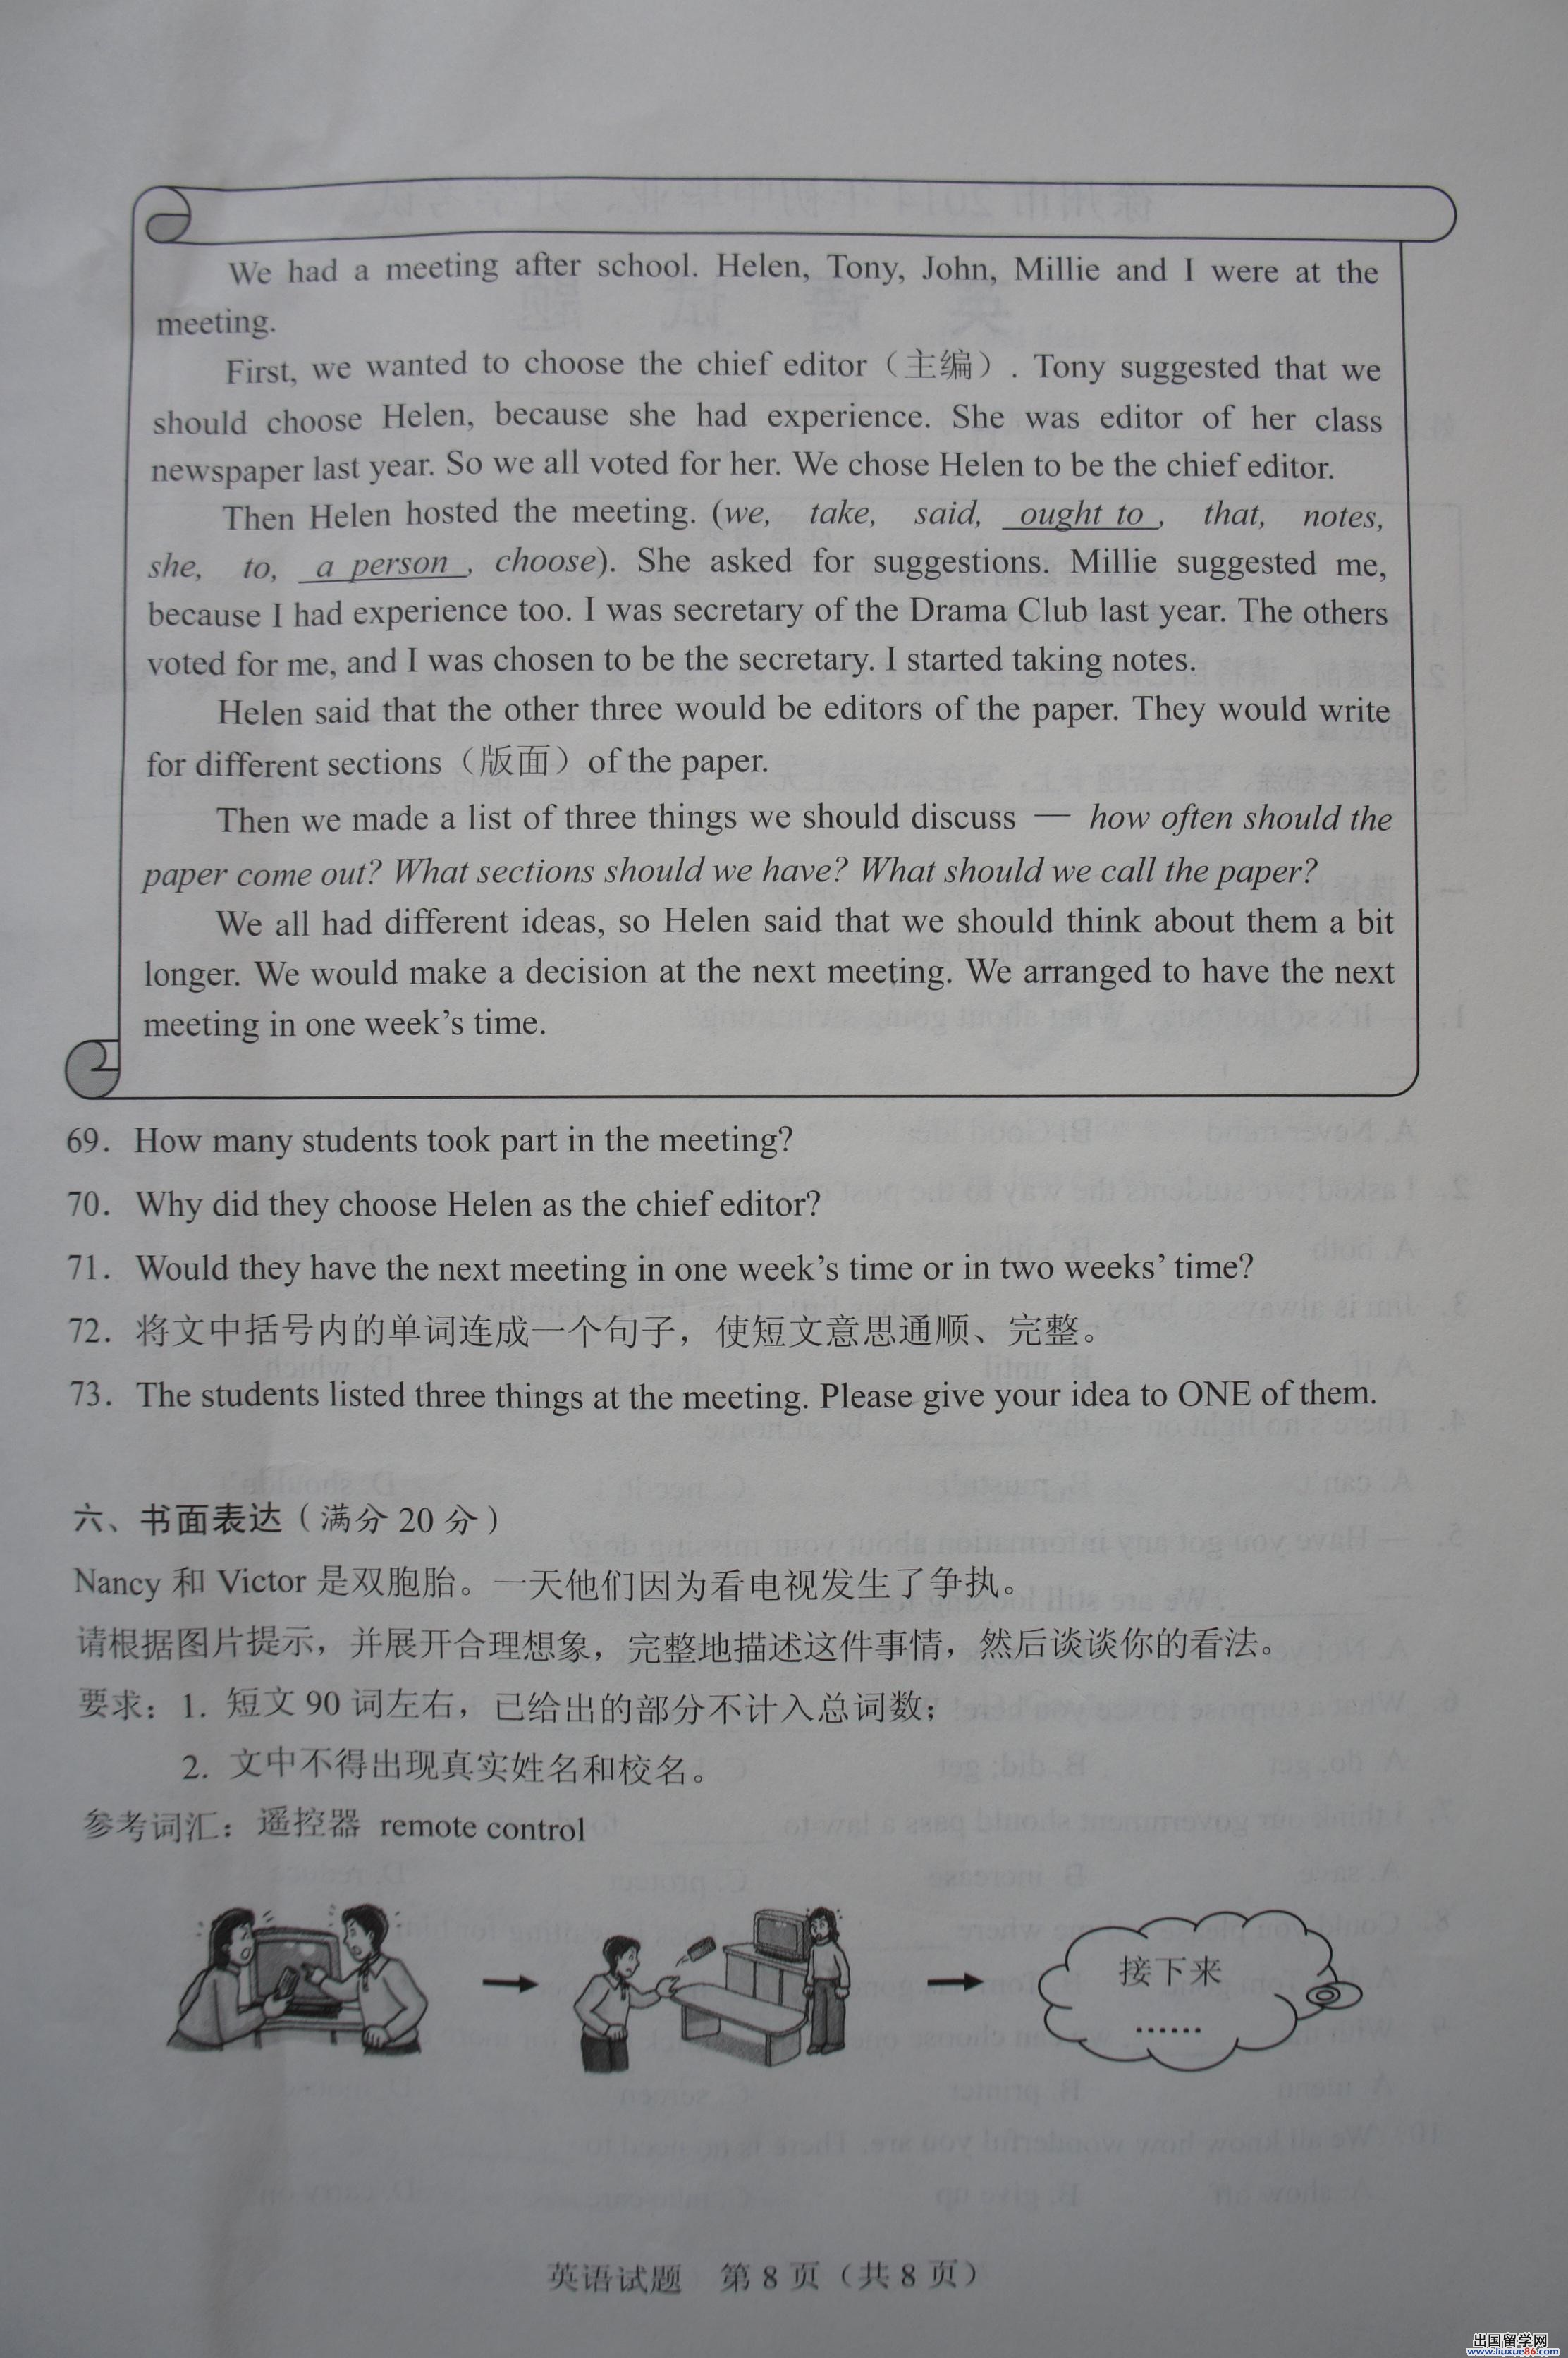 We had a meeting after school. Helen, Tony, John, Millie and I were at the
meeting.
First, we wanted to choose the chief editor（主编）. Tony suggested that we
should choose Helen, because she had experience. She was editor of her class
newspaper last year. So we all voted for her. We chose Helen to be the chief editor.
Then Helen hosted the meeting. (we, take, said, ought to, that, notes,
she, to, a person, choose). She asked for suggestions. Millie suggested me,
because I had experience too. I was secretary of the Drama Club last year. The others
voted for me, and I was chosen to be the secretary. I started taking notes.
Helen said that the other three would be editors of the paper. They would write
for different sections（版面）of the paper.
Then we made a list of three things we should discuss — how often should the
paper come out? What sections should we have? What should we call the paper?
We all had different ideas, so Helen said that we should think about them a bit
longer. We would make a decision at the next meeting. We arranged to have the next
meeting in one week's time.
69. How many students took part in the meeting?
70. Why did they choose Helen as the chief editor?
71. Would they have the next meeting in one week's time or in two weeks' time?
72. 将文中括号内的单词连成一个句子，使短文意思通顺、完整。
73. The students listed three things at the meeting. Please give your idea to ONE of them.
六、书面表达（满分 20 分）
Nancy 和 Victor 是双胞胎。一天他们因为看电视发生了争执。
请根据图片提示，并展开合理想象，完整地描述这件事情，然后谈谈你的看法。
要求：1. 短文 90 词左右，已给出的部分不计入总词数；
2. 文中不得出现真实姓名和校名。
参考词汇：遥控器 remote control
接下来
……
英语试题 第 8 页（共 8 页）
出国留学网
www.liuxue86.com